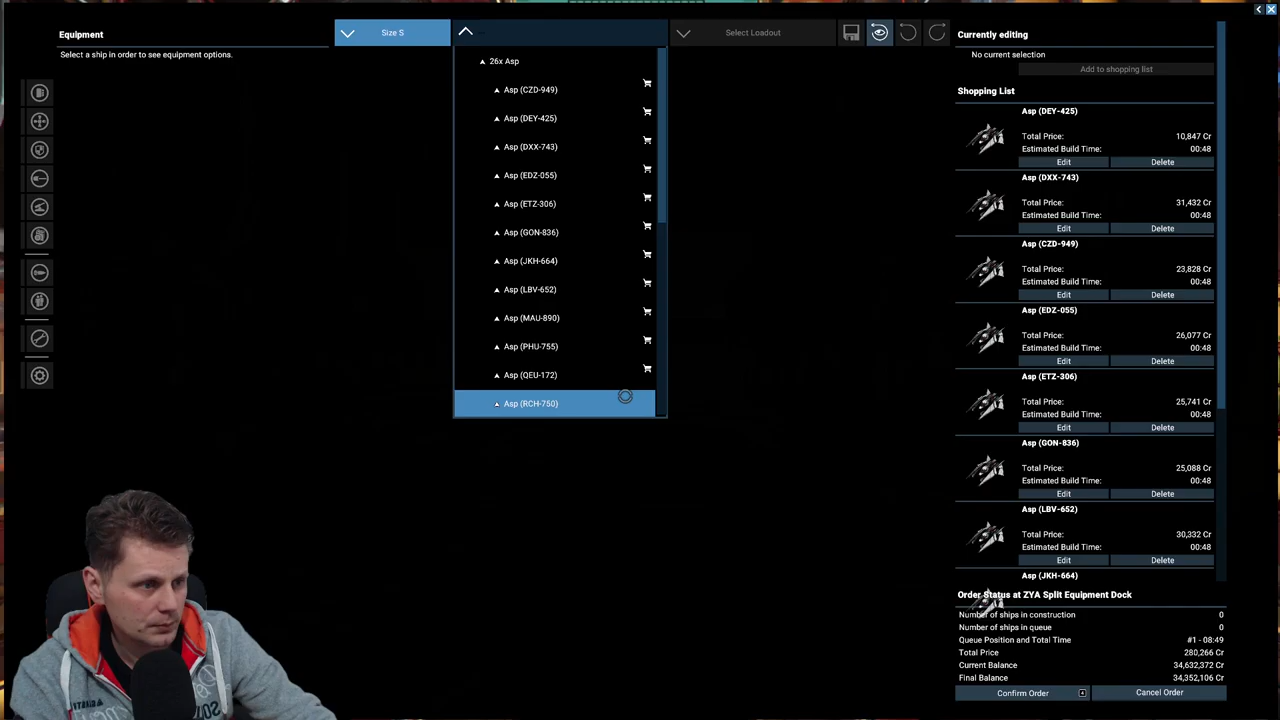 Equipment
Select a ship in order to see equipment options.
Size S
--
26x Asp
Asp (CZD-949)
Asp (DEY-425)
Asp (DXX-743)
Asp (EDZ-055)
Asp (ETZ-306)
Asp (GON-836)
Asp (JKH-664)
Asp (LBV-652)
Asp (MAU-890)
Asp (PHU-755)
Asp (QEU-172)
Asp (RCH-750)
Select Loadout
Currently editing
No current selection
Add to shopping list
Shopping List
Asp (DEY-425)
Total Price: 10,847 Cr
Estimated Build Time: 00:48
Edit Delete
Asp (DXX-743)
Total Price: 31,432 Cr
Estimated Build Time: 00:48
Edit Delete
Asp (CZD-949)
Total Price: 23,828 Cr
Estimated Build Time: 00:48
Edit Delete
Asp (EDZ-055)
Total Price: 26,077 Cr
Estimated Build Time: 00:48
Edit Delete
Asp (ETZ-306)
Total Price: 25,741 Cr
Estimated Build Time: 00:48
Edit Delete
Asp (GON-836)
Total Price: 25,088 Cr
Estimated Build Time: 00:48
Edit Delete
Asp (LBV-652)
Total Price: 30,332 Cr
Estimated Build Time: 00:48
Edit Delete
Asp (JKH-664)
Order Status at ZYA Split Equipment Dock
Number of ships in construction 0
Number of ships in queue 0
Queue Position and Total Time #1 - 08:49
Total Price 280,266 Cr
Current Balance 34,632,372 Cr
Final Balance 34,352,106 Cr
Confirm Order Cancel Order